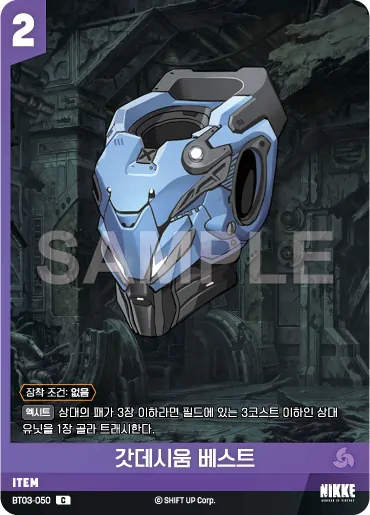 2
SAMPLE
장착 조건: 없음
엑시트 상대의 패가 3장 이하라면 필드에 있는 3코스트 이하인 상대
유닛을 1장 골라 트래시한다.
갓데시움 베스트
ITEM
BT03-050 C
© SHIFT UP Corp.
NIKKE